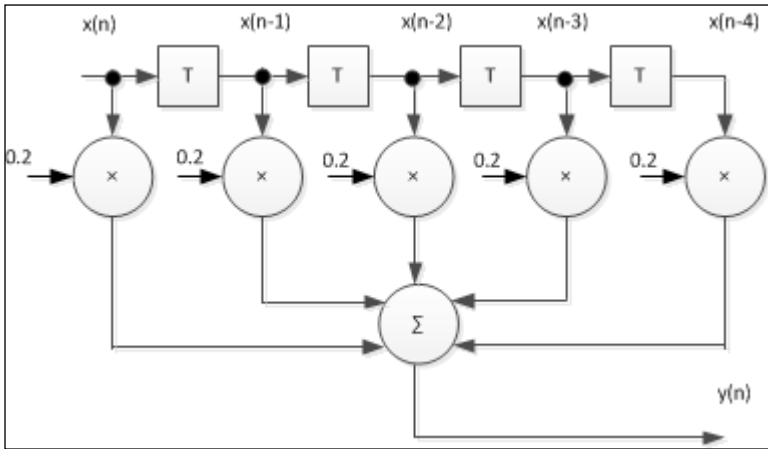 x(n) x(n-1) x(n-2) x(n-3) x(n-4)
T T T T
0.2 × 0.2 × 0.2 × 0.2 × 0.2 ×
Σ
y(n)